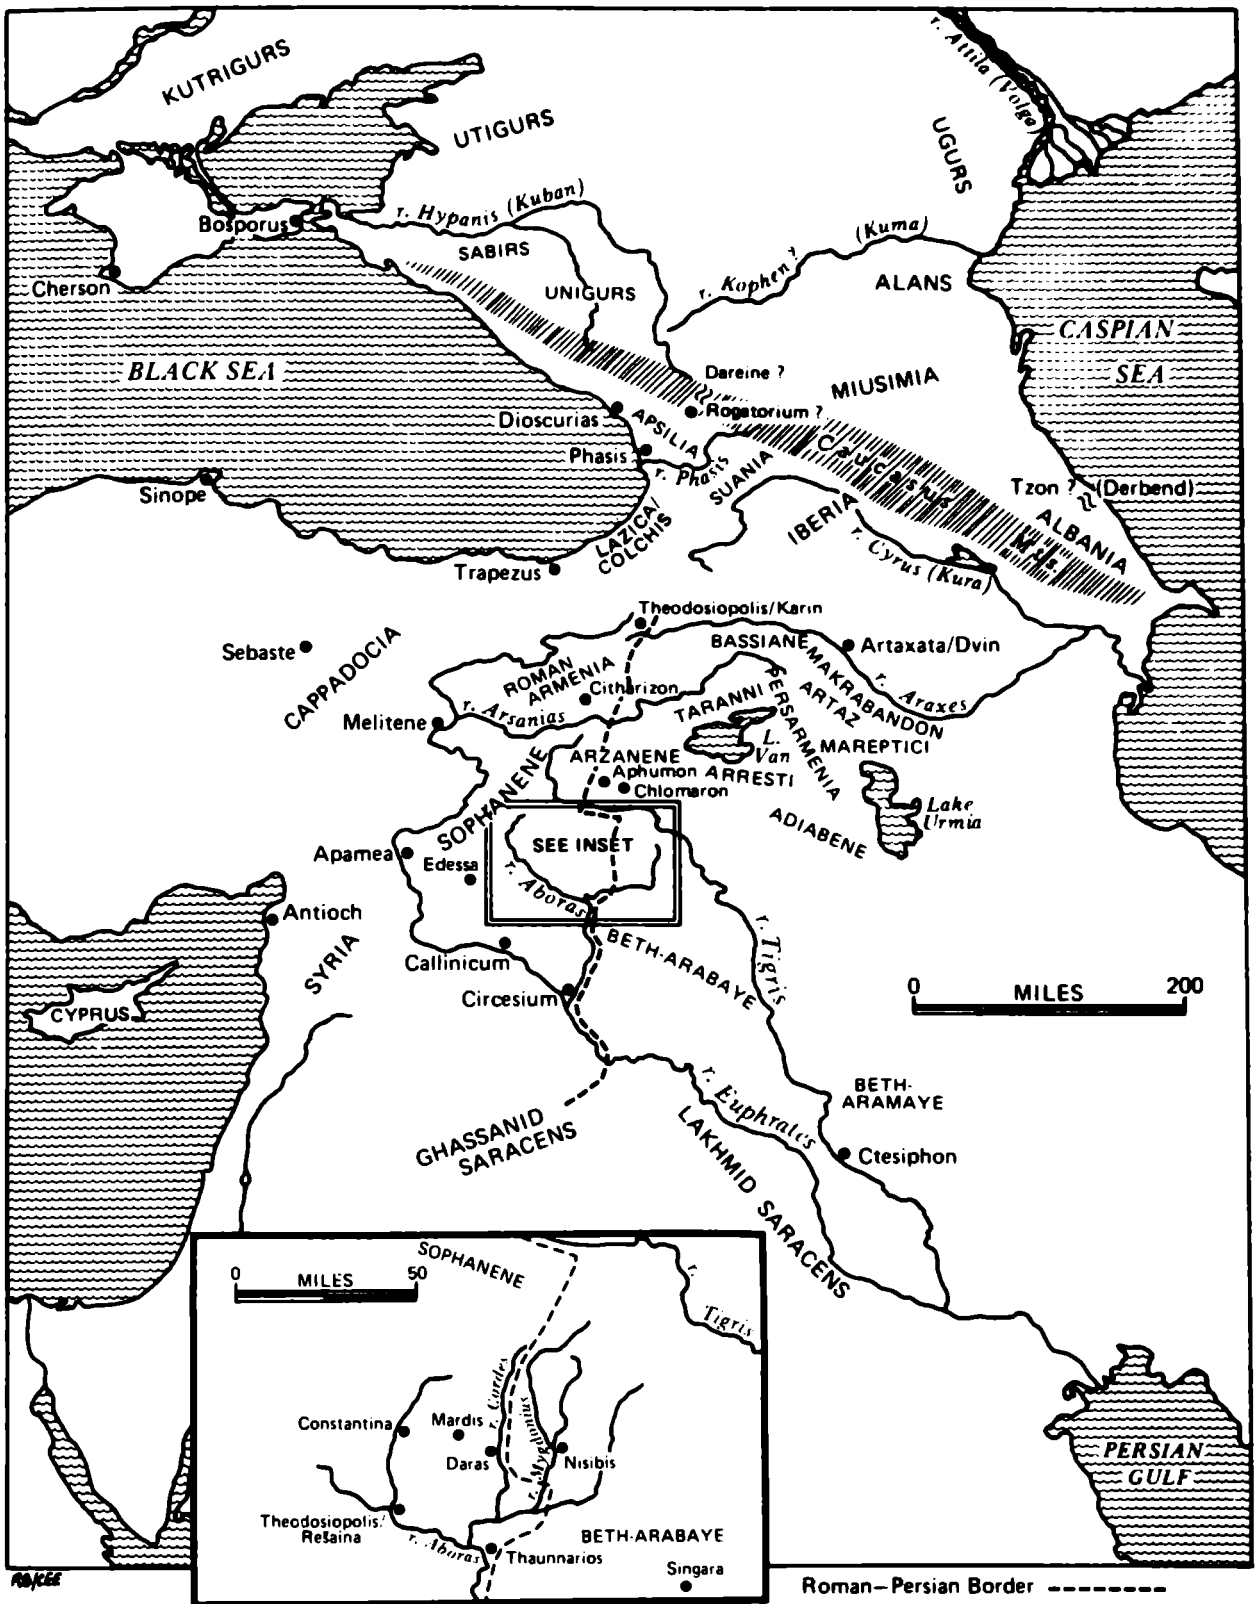 KUTRIGURS
UTIGURS
r. Attila (Volga)
UGURS
r. Hypanis (Kuban)
Bosporus
SABIRS
(Kuma)
Cherson
r. Kophen ?
UNIGURS
ALANS
CASPIAN
SEA
BLACK SEA
Dareine ?
MIUSIMIA
Rogatorium ?
Dioscurias
APSILIA
Phasis
r. Phasis
SUANIA
Caucasus
Mts.
Sinope
Tzon ?
(Derbend)
IBERIA
ALBANIA
LAZICA/
COLCHIS
r. Cyrus (Kura)
Trapezus
Theodosiopolis/Karin
Sebaste
CAPPADOCIA
BASSIANE
Artaxata/Dvin
ROMAN
ARMENIA
Citharizon
MAKRABANDON
r. Araxes
TARANNI
ARTAZ
PERSARMENIA
Melitene
r. Arsanias
L.
Van
MAREPTICI
SOPHANENE
ARZANENE
Aphumon
ARRESTI
Chlomaron
Lake
Urmia
ADIABENE
Apamea
Edessa
SEE INSET
r. Aboras
Antioch
SYRIA
Callinicum
BETH-ARABAYE
r. Tigris
CYPRUS
Circesium
0 MILES 200
r. Euphrates
BETH-
ARAMAYE
GHASSANID
SARACENS
LAKHMID SARACENS
Ctesiphon
SOPHANENE
0 MILES 50
r.
Tigris
r. Cordes
r. Mygdonius
Constantina
Mardis
Daras
Nisibis
Theodosiopolis/
Resaina
r. Aboras
Thaunnarios
BETH-ARABAYE
Singara
PERSIAN
GULF
RB/CEE
Roman–Persian Border